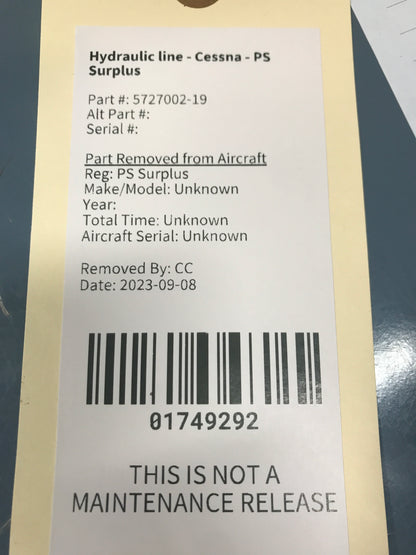 Hydraulic line - Cessna - PS
Surplus
Part #: 5727002-19
Alt Part #:
Serial #:
Part Removed from Aircraft
Reg: PS Surplus
Make/Model: Unknown
Year:
Total Time: Unknown
Aircraft Serial: Unknown
Removed By: CC
Date: 2023-09-08
01749292
THIS IS NOT A
MAINTENANCE RELEASE